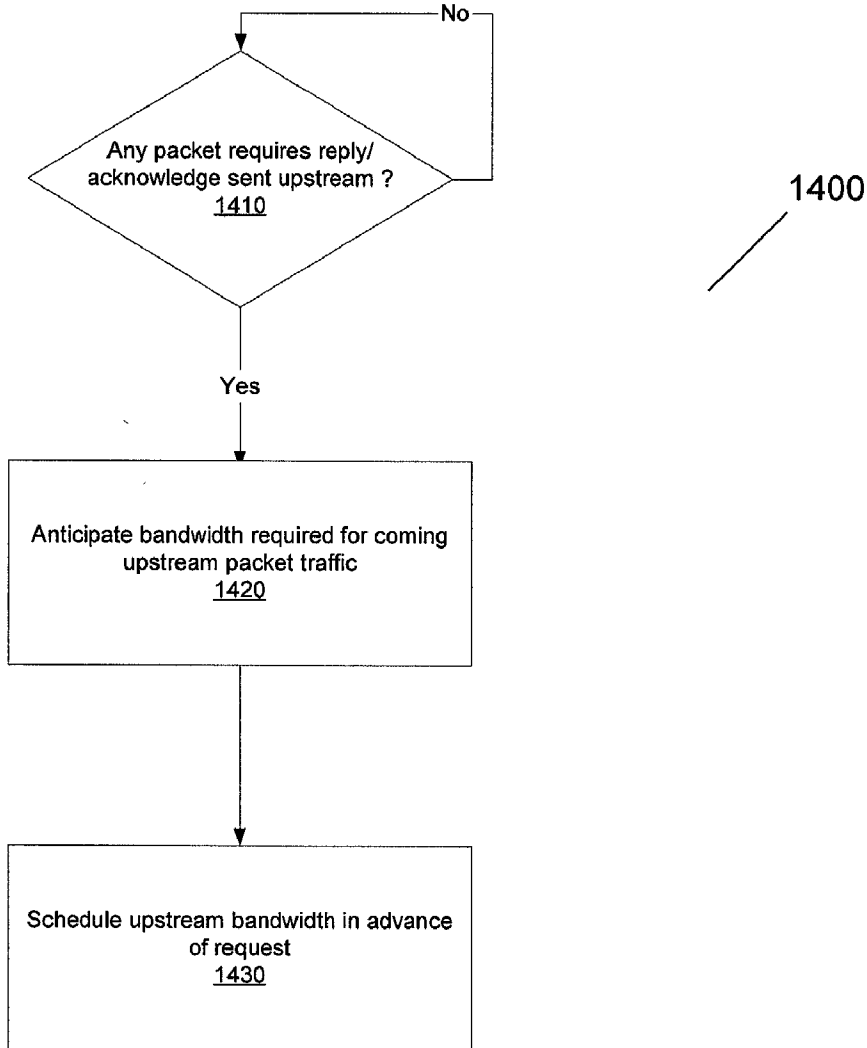 No
Any packet requires reply/
acknowledge sent upstream ?
1410
1400
Yes
Anticipate bandwidth required for coming
upstream packet traffic
1420
Schedule upstream bandwidth in advance
of request
1430